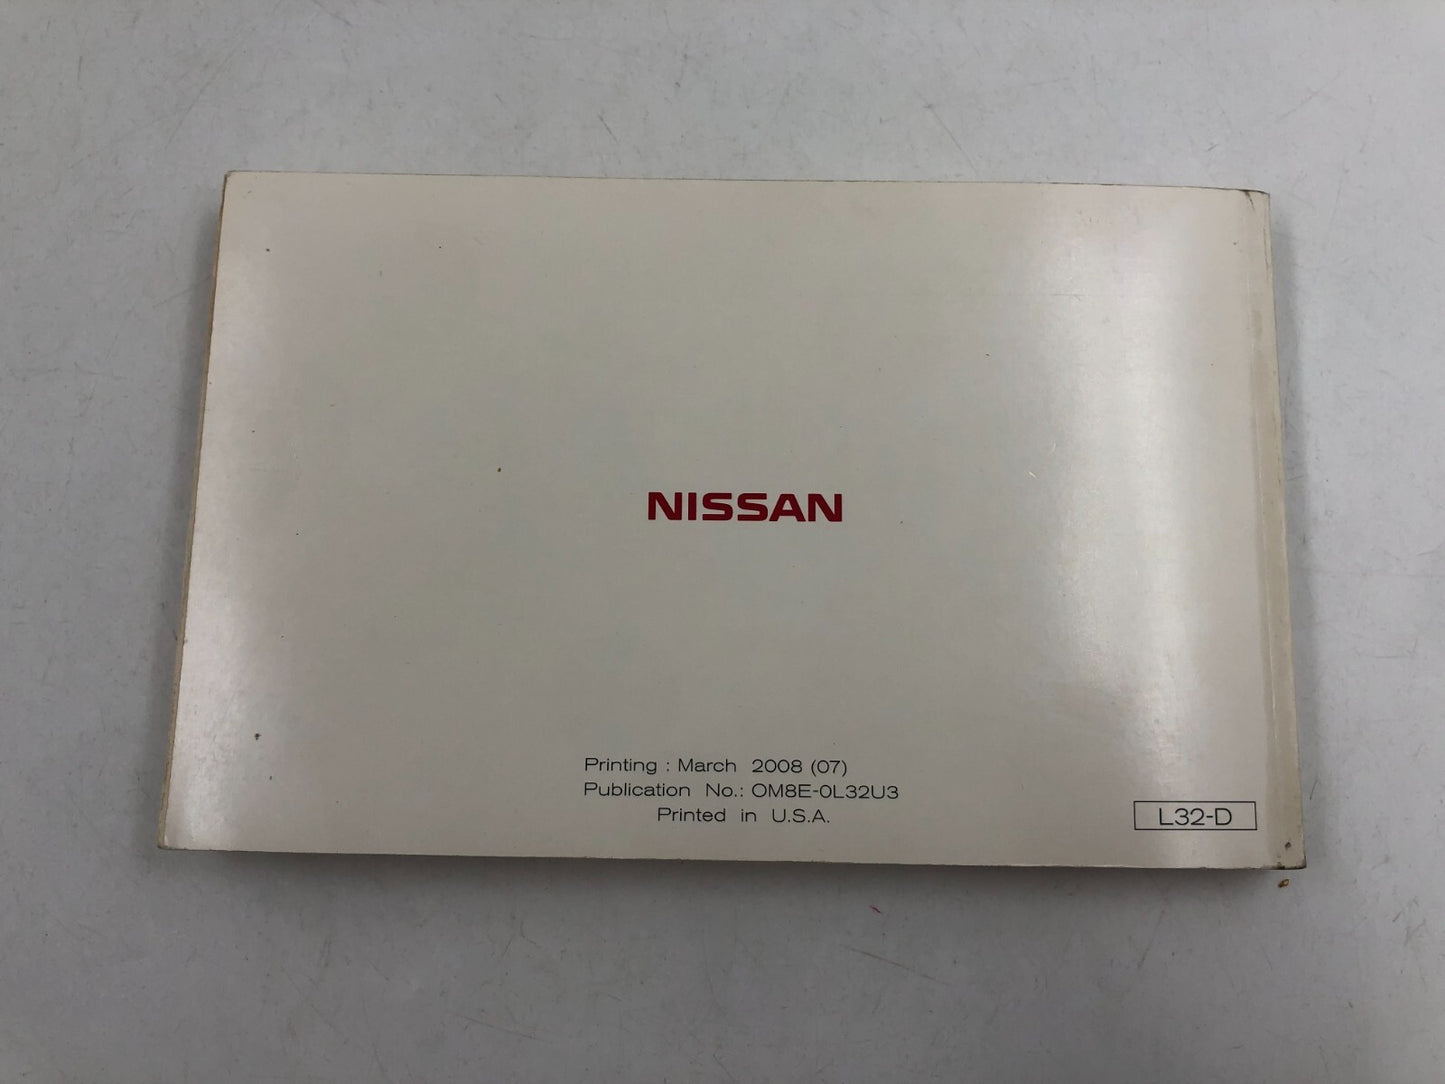 NISSAN
Printing : March 2008 (07)
Publication No.: OM8E-0L32U3
Printed in U.S.A.
L32-D